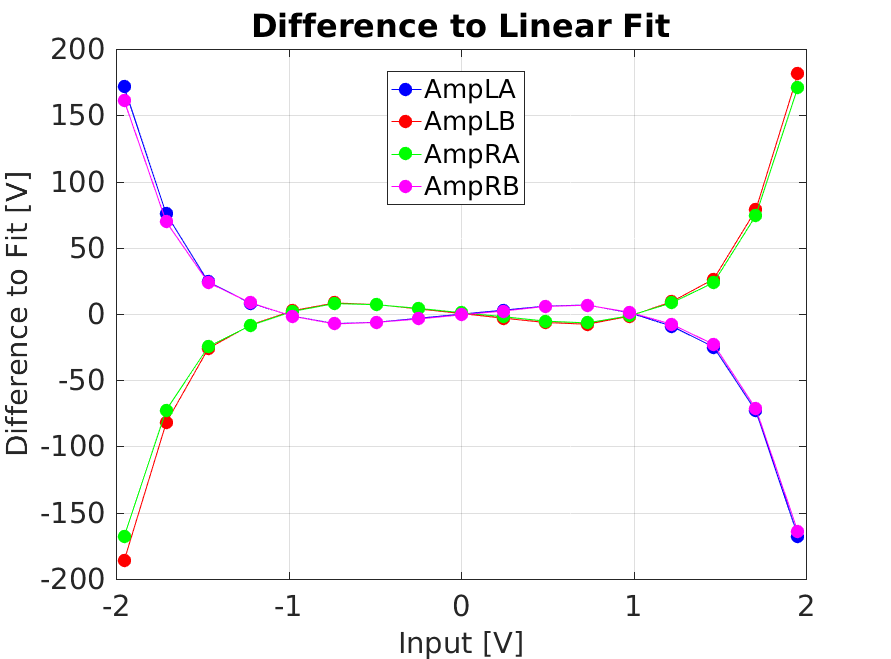 Difference to Linear Fit
200
150
100
50
0
-50
-100
-150
-200
Difference to Fit [V]
AmpLA
AmpLB
AmpRA
AmpRB
-2
-1
0
1
2
Input [V]